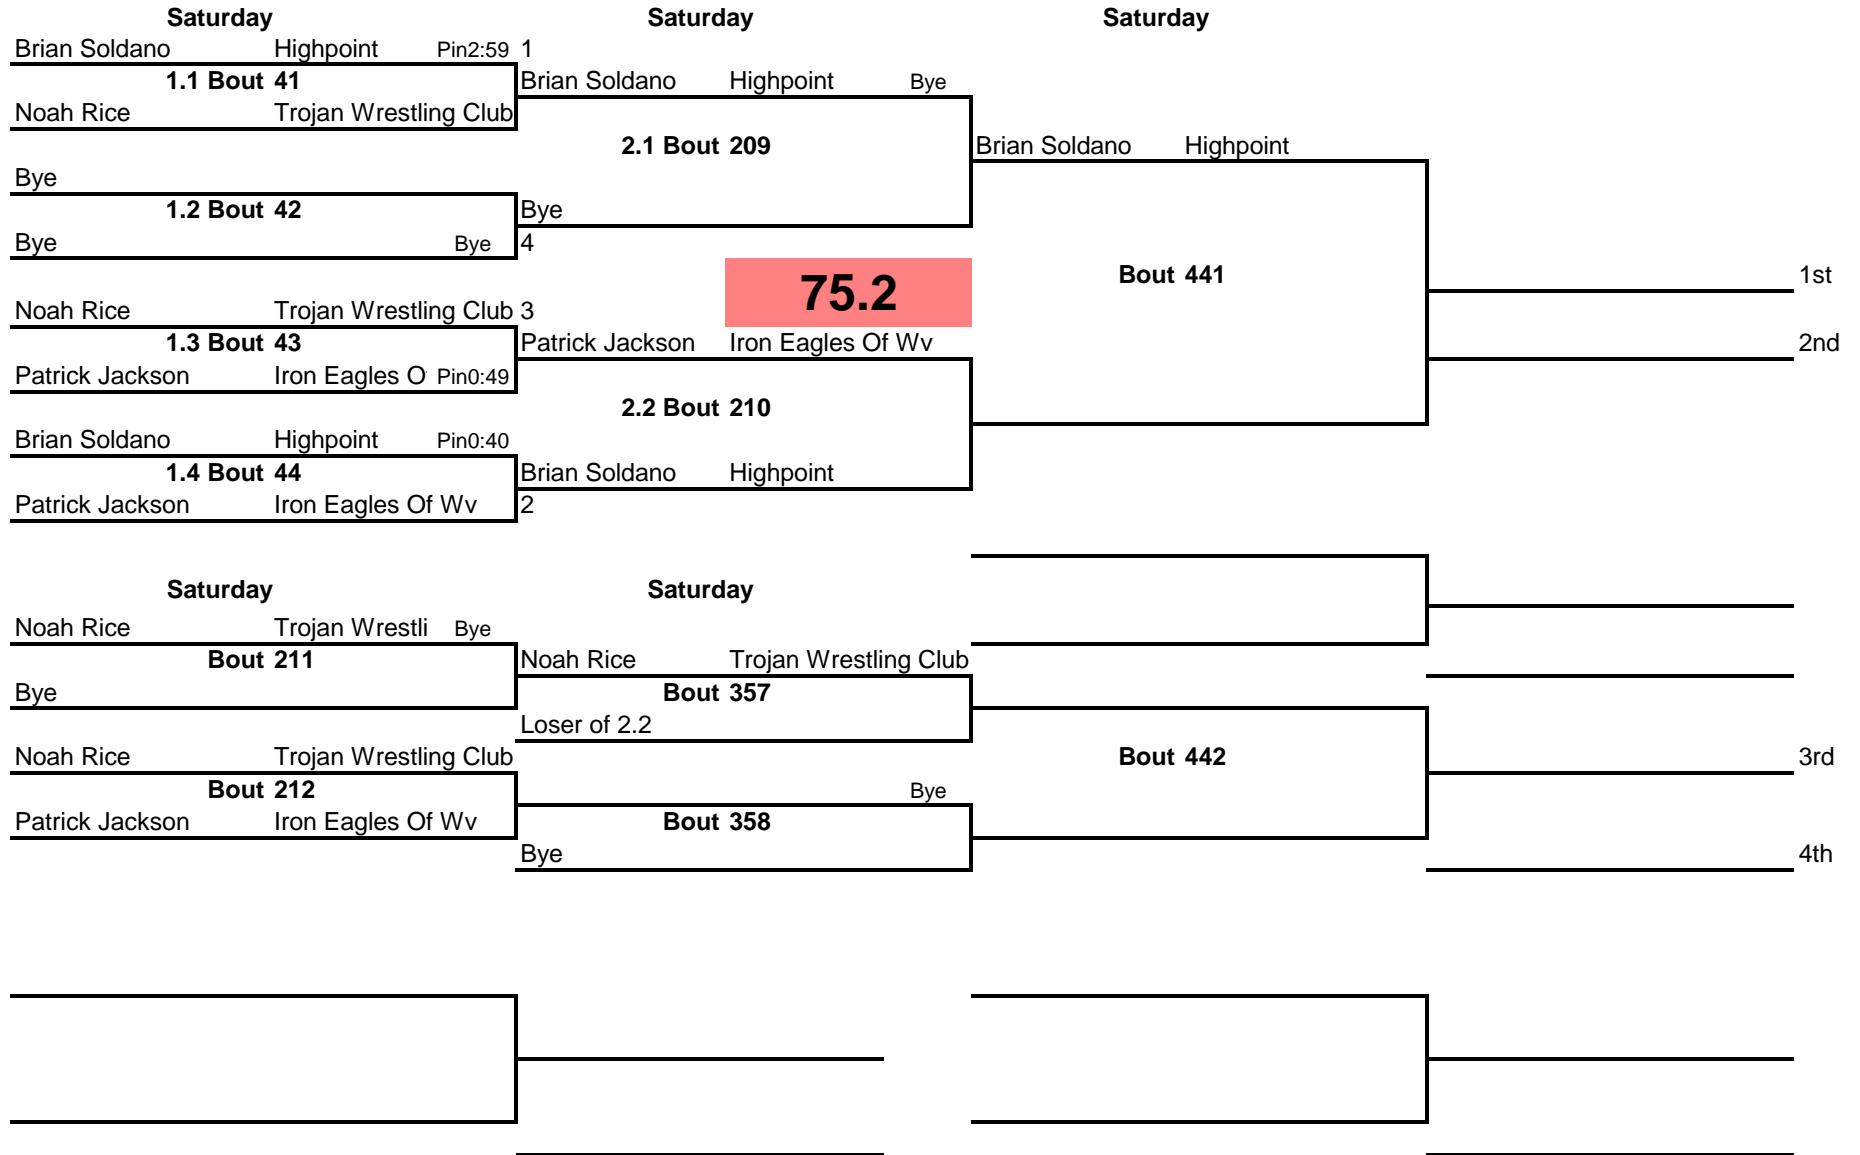 Saturday Saturday Saturday
Brian Soldano Highpoint Pin2:59 1
1.1 Bout 41 Brian Soldano Highpoint Bye
Noah Rice Trojan Wrestling Club
2.1 Bout 209 Brian Soldano Highpoint
Bye
1.2 Bout 42 Bye
Bye Bye 4
75.2 Bout 441 1st
Noah Rice Trojan Wrestling Club 3
1.3 Bout 43 Patrick Jackson Iron Eagles Of Wv 2nd
Patrick Jackson Iron Eagles O Pin0:49
2.2 Bout 210
Brian Soldano Highpoint Pin0:40
1.4 Bout 44 Brian Soldano Highpoint
Patrick Jackson Iron Eagles Of Wv 2
Saturday Saturday
Noah Rice Trojan Wrestli Bye
Bout 211 Noah Rice Trojan Wrestling Club
Bye Bout 357
Loser of 2.2
Noah Rice Trojan Wrestling Club Bout 442 3rd
Bout 212 Bye
Patrick Jackson Iron Eagles Of Wv Bout 358
Bye 4th